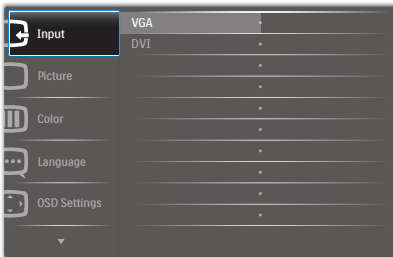 Input
VGA
DVI
Picture
Color
Language
OSD Settings